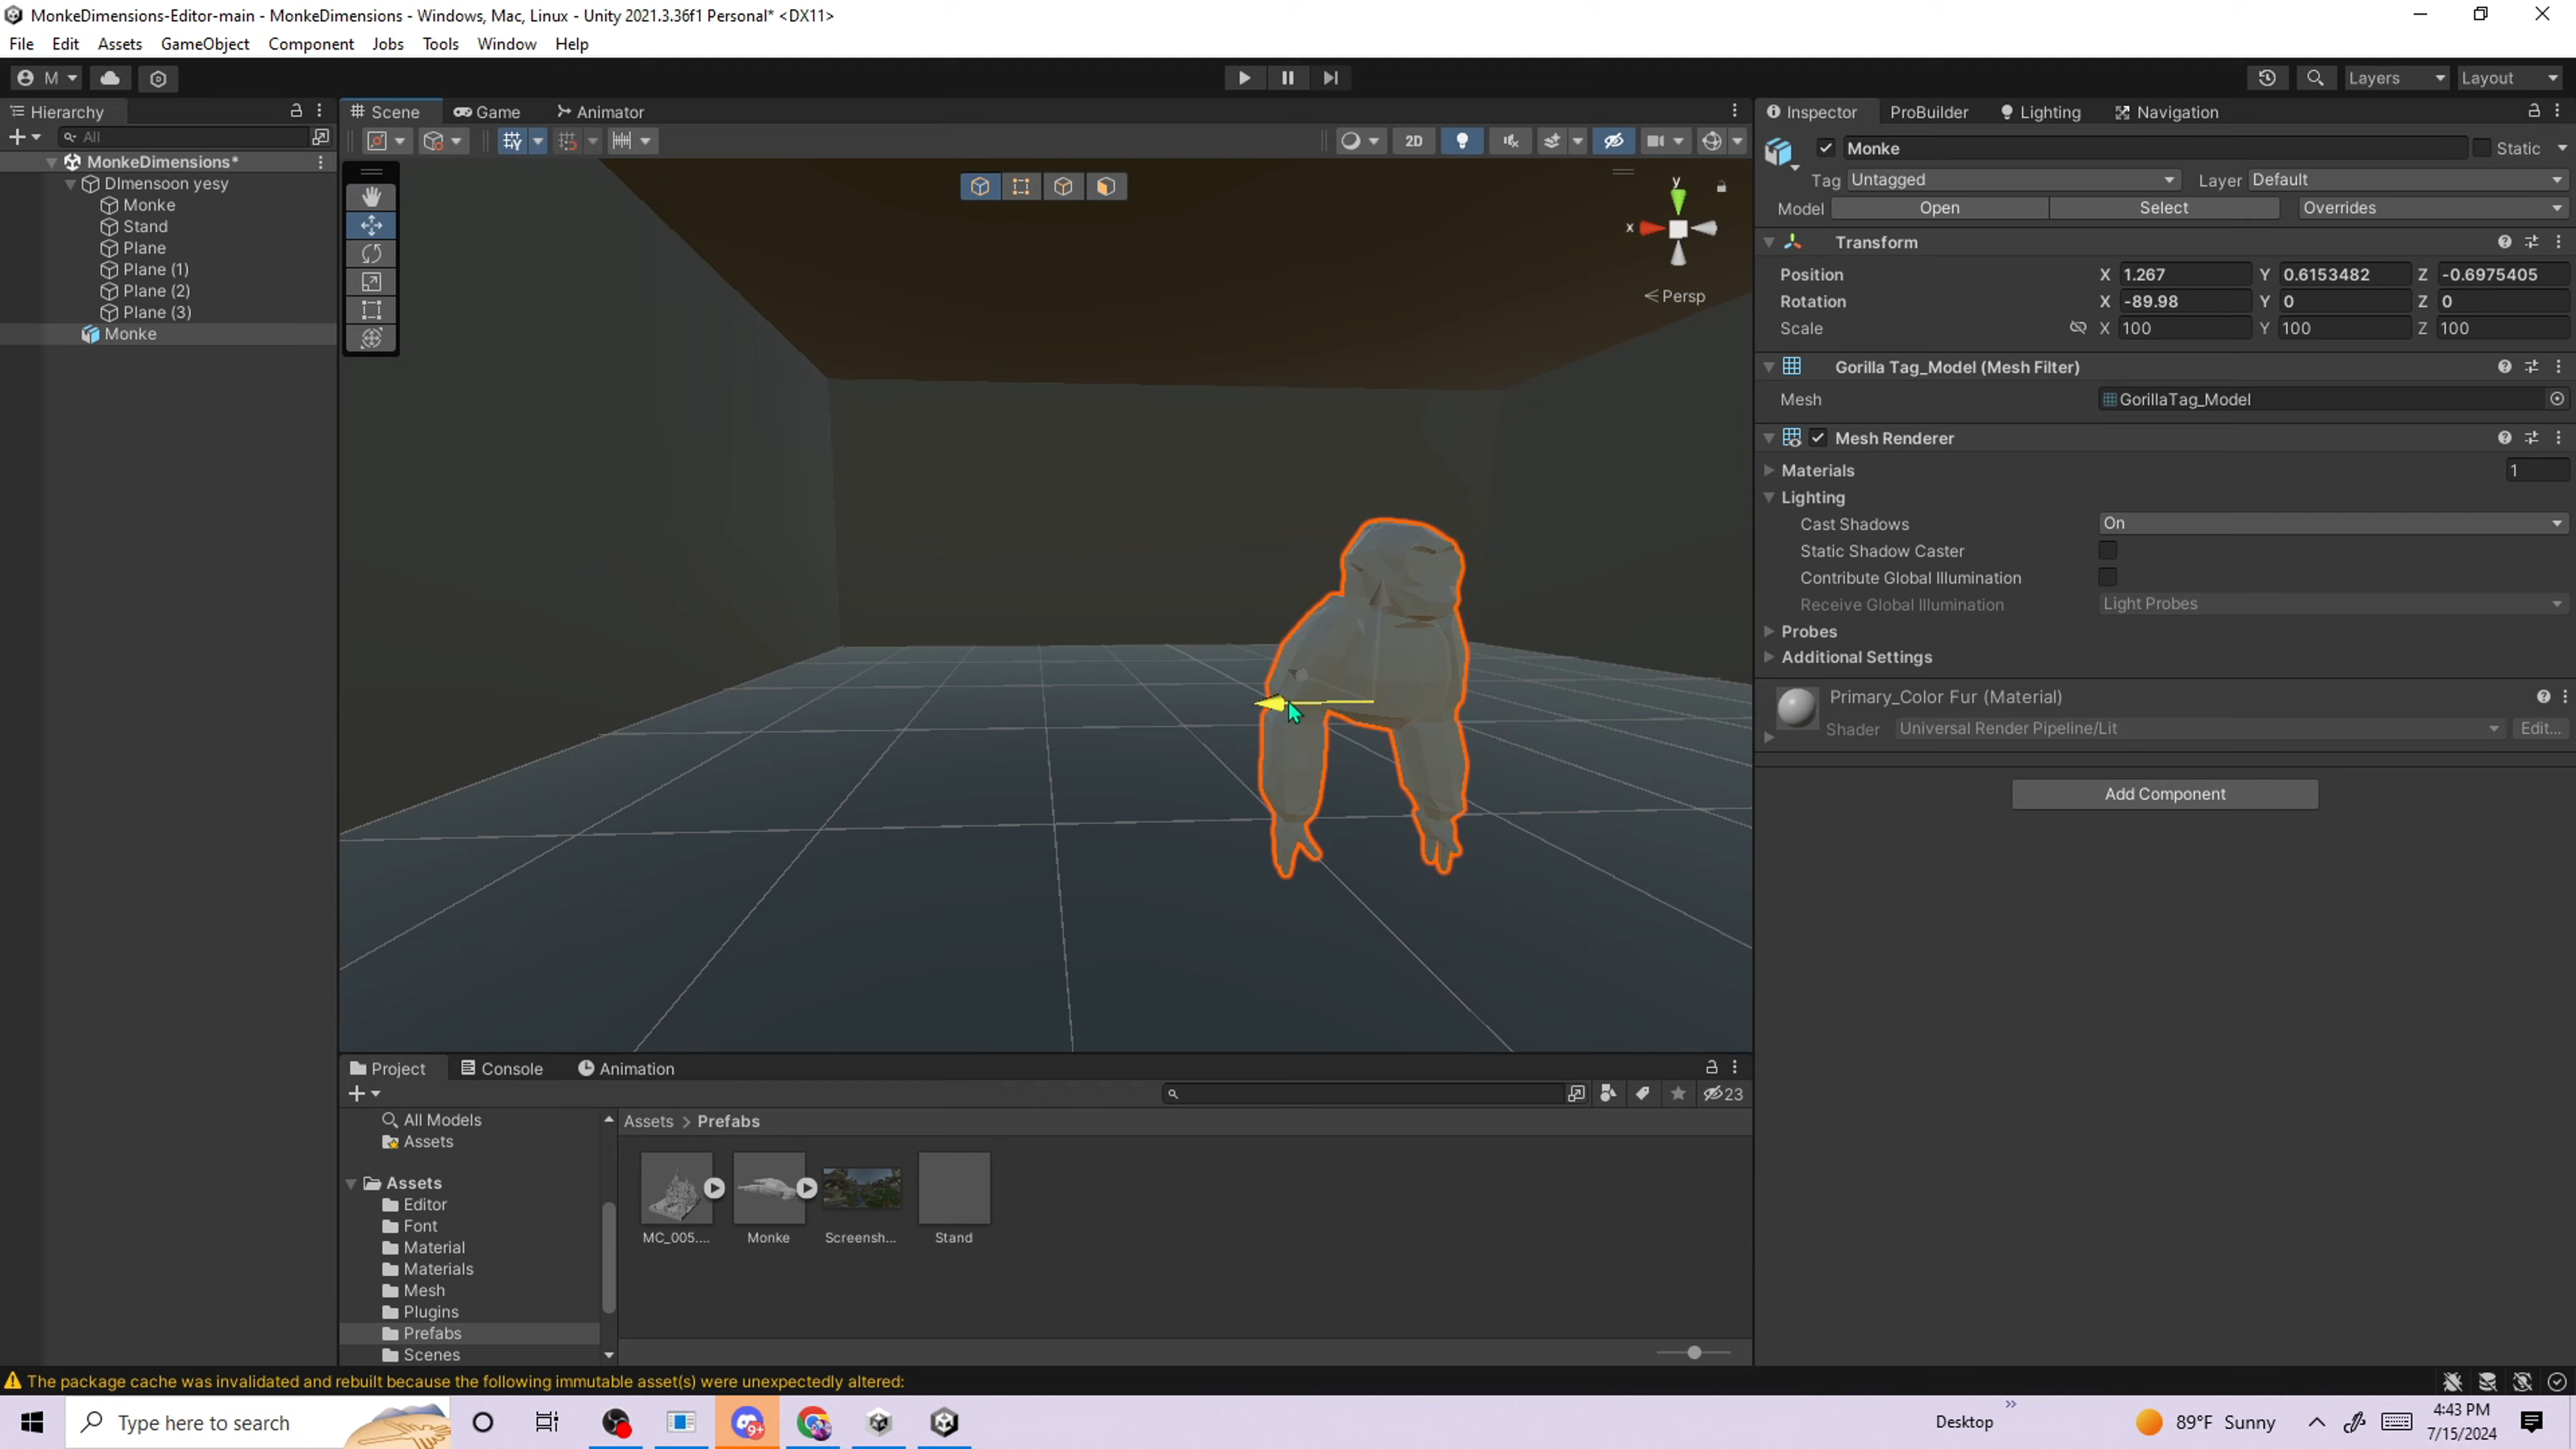 MonkeDimensions-Editor-main - MonkeDimensions - Windows, Mac, Linux - Unity 2021.3.36f1 Personal* <DX11>
File Edit Assets GameObject Component Jobs Tools Window Help
M
Layers Layout
Hierarchy
All
MonkeDimensions*
DImensoon yesy
Monke
Stand
Plane
Plane (1)
Plane (2)
Plane (3)
Monke
Scene Game Animator
2D
y
x
Persp
Inspector ProBuilder Lighting Navigation
Monke Static
Tag Untagged Layer Default
Model Open Select Overrides
Transform
Position X 1.267 Y 0.6153482 Z -0.6975405
Rotation X -89.98 Y 0 Z 0
Scale X 100 Y 100 Z 100
Gorilla Tag_Model (Mesh Filter)
Mesh GorillaTag_Model
Mesh Renderer
Materials 1
Lighting
Cast Shadows On
Static Shadow Caster
Contribute Global Illumination
Receive Global Illumination Light Probes
Probes
Additional Settings
Primary_Color Fur (Material)
Shader Universal Render Pipeline/Lit Edit...
Add Component
Project Console Animation
23
All Models
Assets
Assets
Editor
Font
Material
Materials
Mesh
Plugins
Prefabs
Scenes
Assets > Prefabs
MC_005.... Monke Screensh... Stand
The package cache was invalidated and rebuilt because the following immutable asset(s) were unexpectedly altered:
Type here to search
9+
Desktop
89°F Sunny
4:43 PM
7/15/2024